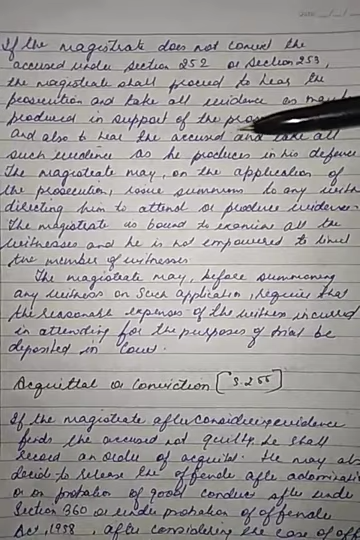 If the magistrate does not convict the
accused under section 252 or section 253,
the magistrate shall proceed to hear the
prosecution and take all evidence as may be
produced in support of the
and also to hear the accused and take all
such evidence as he produces in his defence
The magistrate may, on the application of
the prosecution, issue summons to any
directing him to attend or produce evidence.
The magistrate is bound to examine all the
witnesses and he is not empowered to limit
the number of witnesses
The magistrate may, before summoning
any witness on such application, require that
the reasonable expenses of the witness incurred
in attending for the purposes of trial be
deposited in Court.
Acquittal or Conviction [S.255]
If the magistrate after considering evidence
finds the accused not guilty he shall
record an order of acquittal. He may also
decide to release the offender after
or on probation of good conduct after under
Section 360 or under probation of offender
Act, 1958, after considering the case of